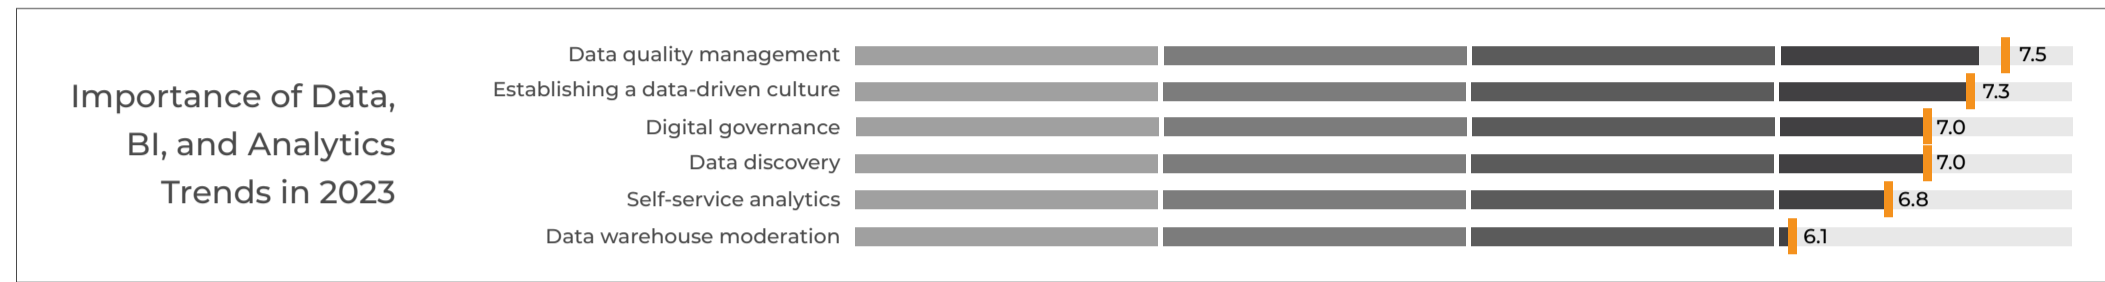 Importance of Data,
BI, and Analytics
Trends in 2023
Data quality management 7.5
Establishing a data-driven culture 7.3
Digital governance 7.0
Data discovery 7.0
Self-service analytics 6.8
Data warehouse moderation 6.1